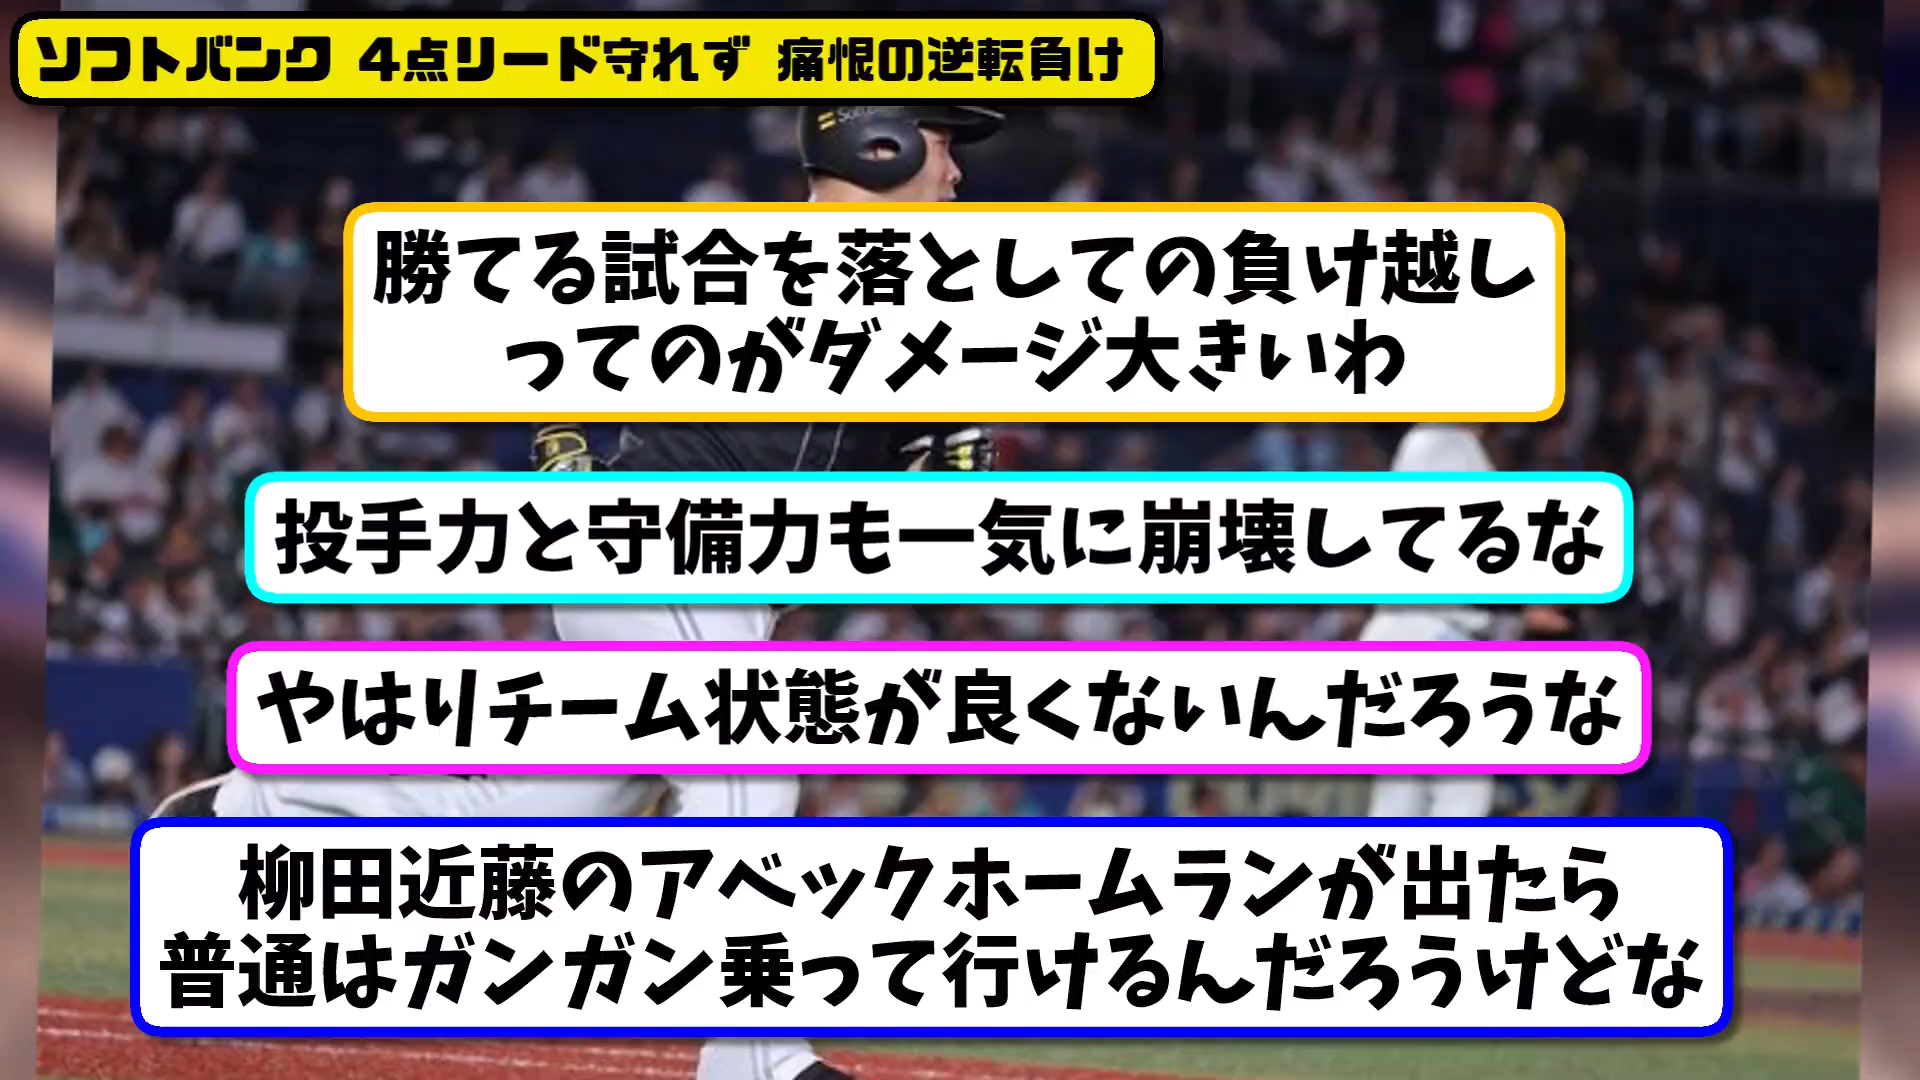 ソフトバンク 4点リード守れず 痛恨の逆転負け
勝てる試合を落としての負け越し
ってのがダメージ大きいわ
投手力と守備力も一気に崩壊してるな
やはりチーム状態が良くないんだろうな
柳田近藤のアベックホームランが出たら
普通はガンガン乗って行けるんだろうけどな